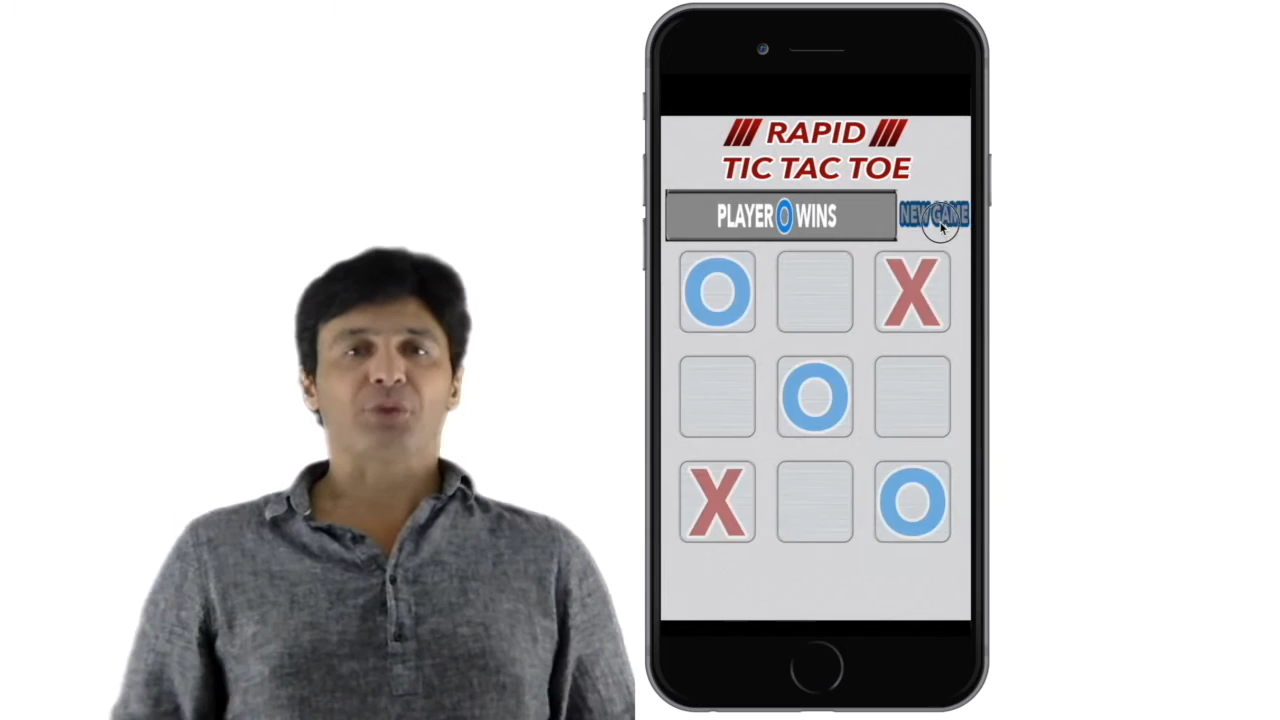 RAPID
TIC TAC TOE
PLAYER O WINS
NEW GAME
O X
O
X O